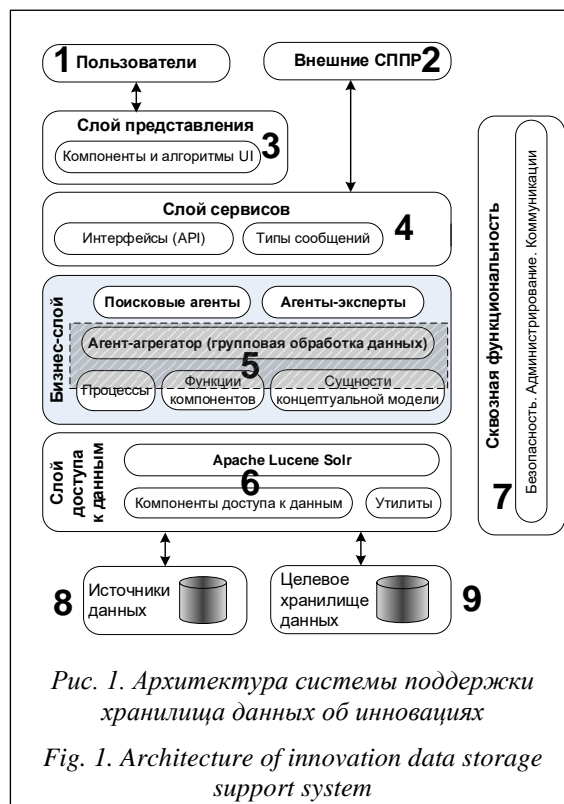 1 Пользователи
Внешние СППР 2
Слой представления
Компоненты и алгоритмы UI
3
Слой сервисов
Интерфейсы (API)
Типы сообщений
4
Бизнес-слой
Поисковые агенты
Агенты-эксперты
Агент-агрегатор (групповая обработка данных)
5
Процессы
Функции
компонентов
Сущности
концептуальной модели
Слой
доступа
к данным
Apache Lucene Solr
6
Компоненты доступа к данным
Утилиты
Сквозная функциональность
Безопасность. Администрирование. Коммуникации
7
8
Источники
данных
Целевое
хранилище
данных
9
Рис. 1. Архитектура системы поддержки
хранилища данных об инновациях
Fig. 1. Architecture of innovation data storage
support system